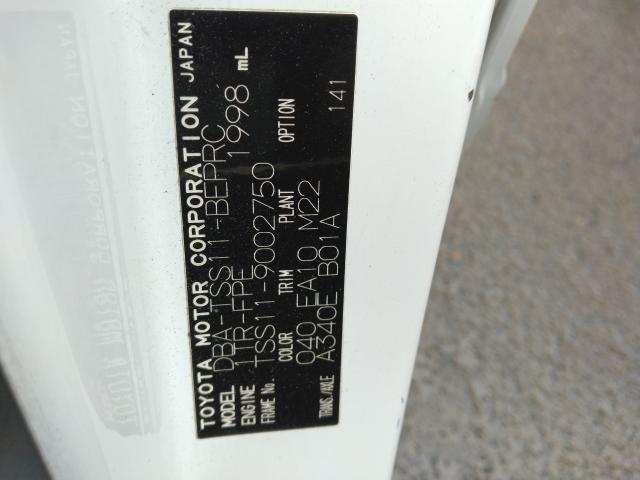 TOYOTA MOTOR CORPORATION JAPAN
MODEL DBA-TSS11-BEPRC
ENGINE 1TR-FPE 1998 mL
FRAME No. TSS11-9002750
COLOR TRIM PLANT OPTION
040 EA10 M22 141
TRANS./AXLE A340E B01A